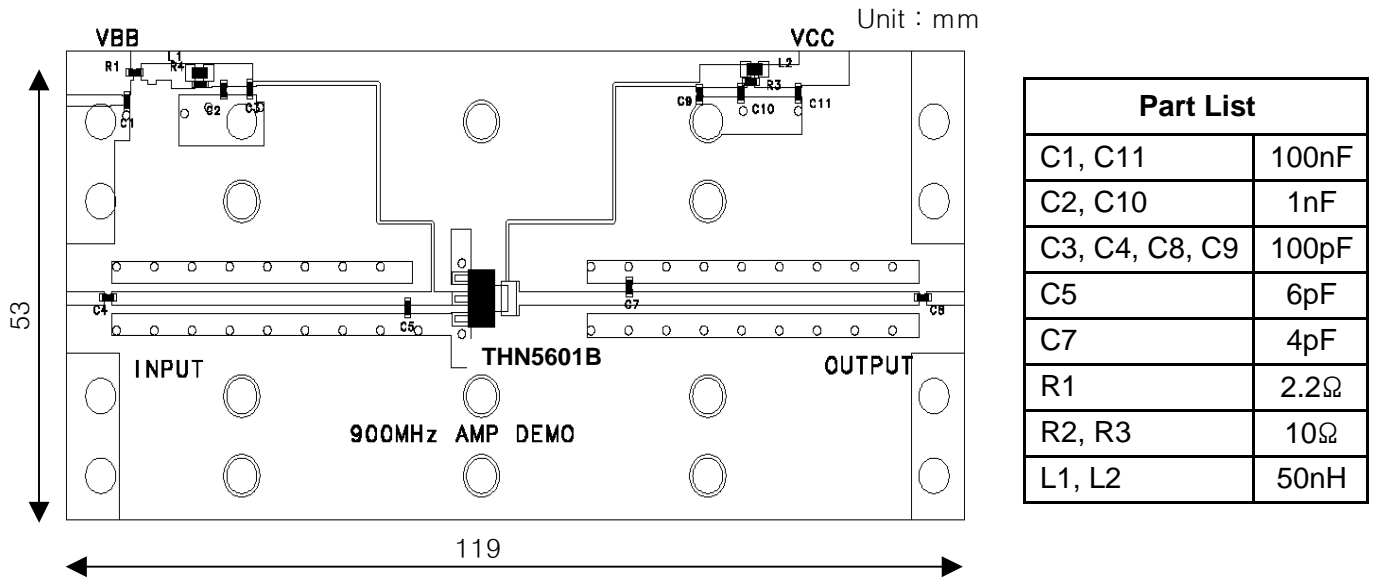 Unit : mm
VBB
VCC
L1
R1
R4
L2
R3
C2
C3
C1
C9
C10
C11
53
C4
C5
C7
C8
THN5601B
INPUT
OUTPUT
900MHz AMP DEMO
119
Part List
C1, C11 100nF
C2, C10 1nF
C3, C4, C8, C9 100pF
C5 6pF
C7 4pF
R1 2.2Ω
R2, R3 10Ω
L1, L2 50nH